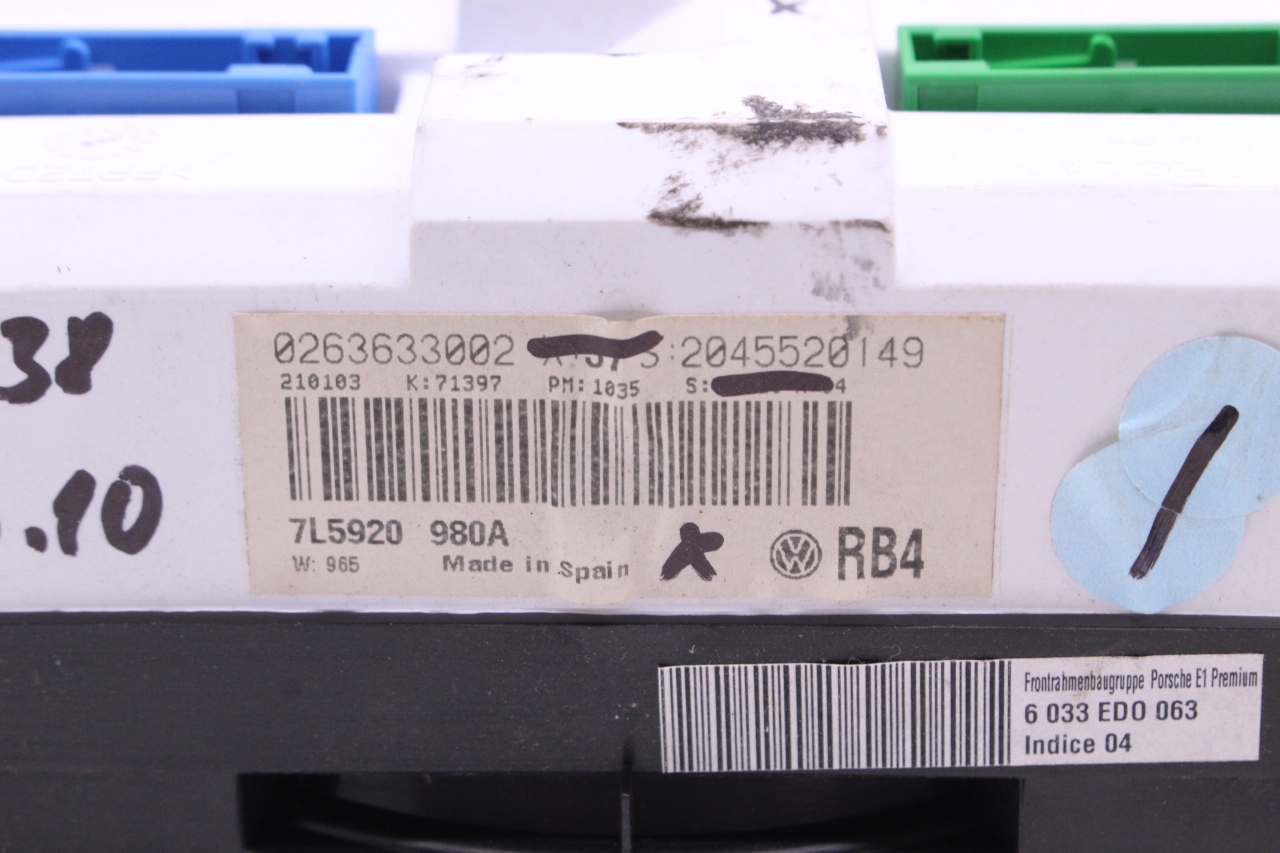 38
.10
0263633002 S:2045520149
210103 K:71397 PM:1035 S: 4
7L5920 980A
W: 965 Made in Spain
RB4
Frontrahmenbaugruppe Porsche E1 Premium
6 033 EDO 063
Indice 04